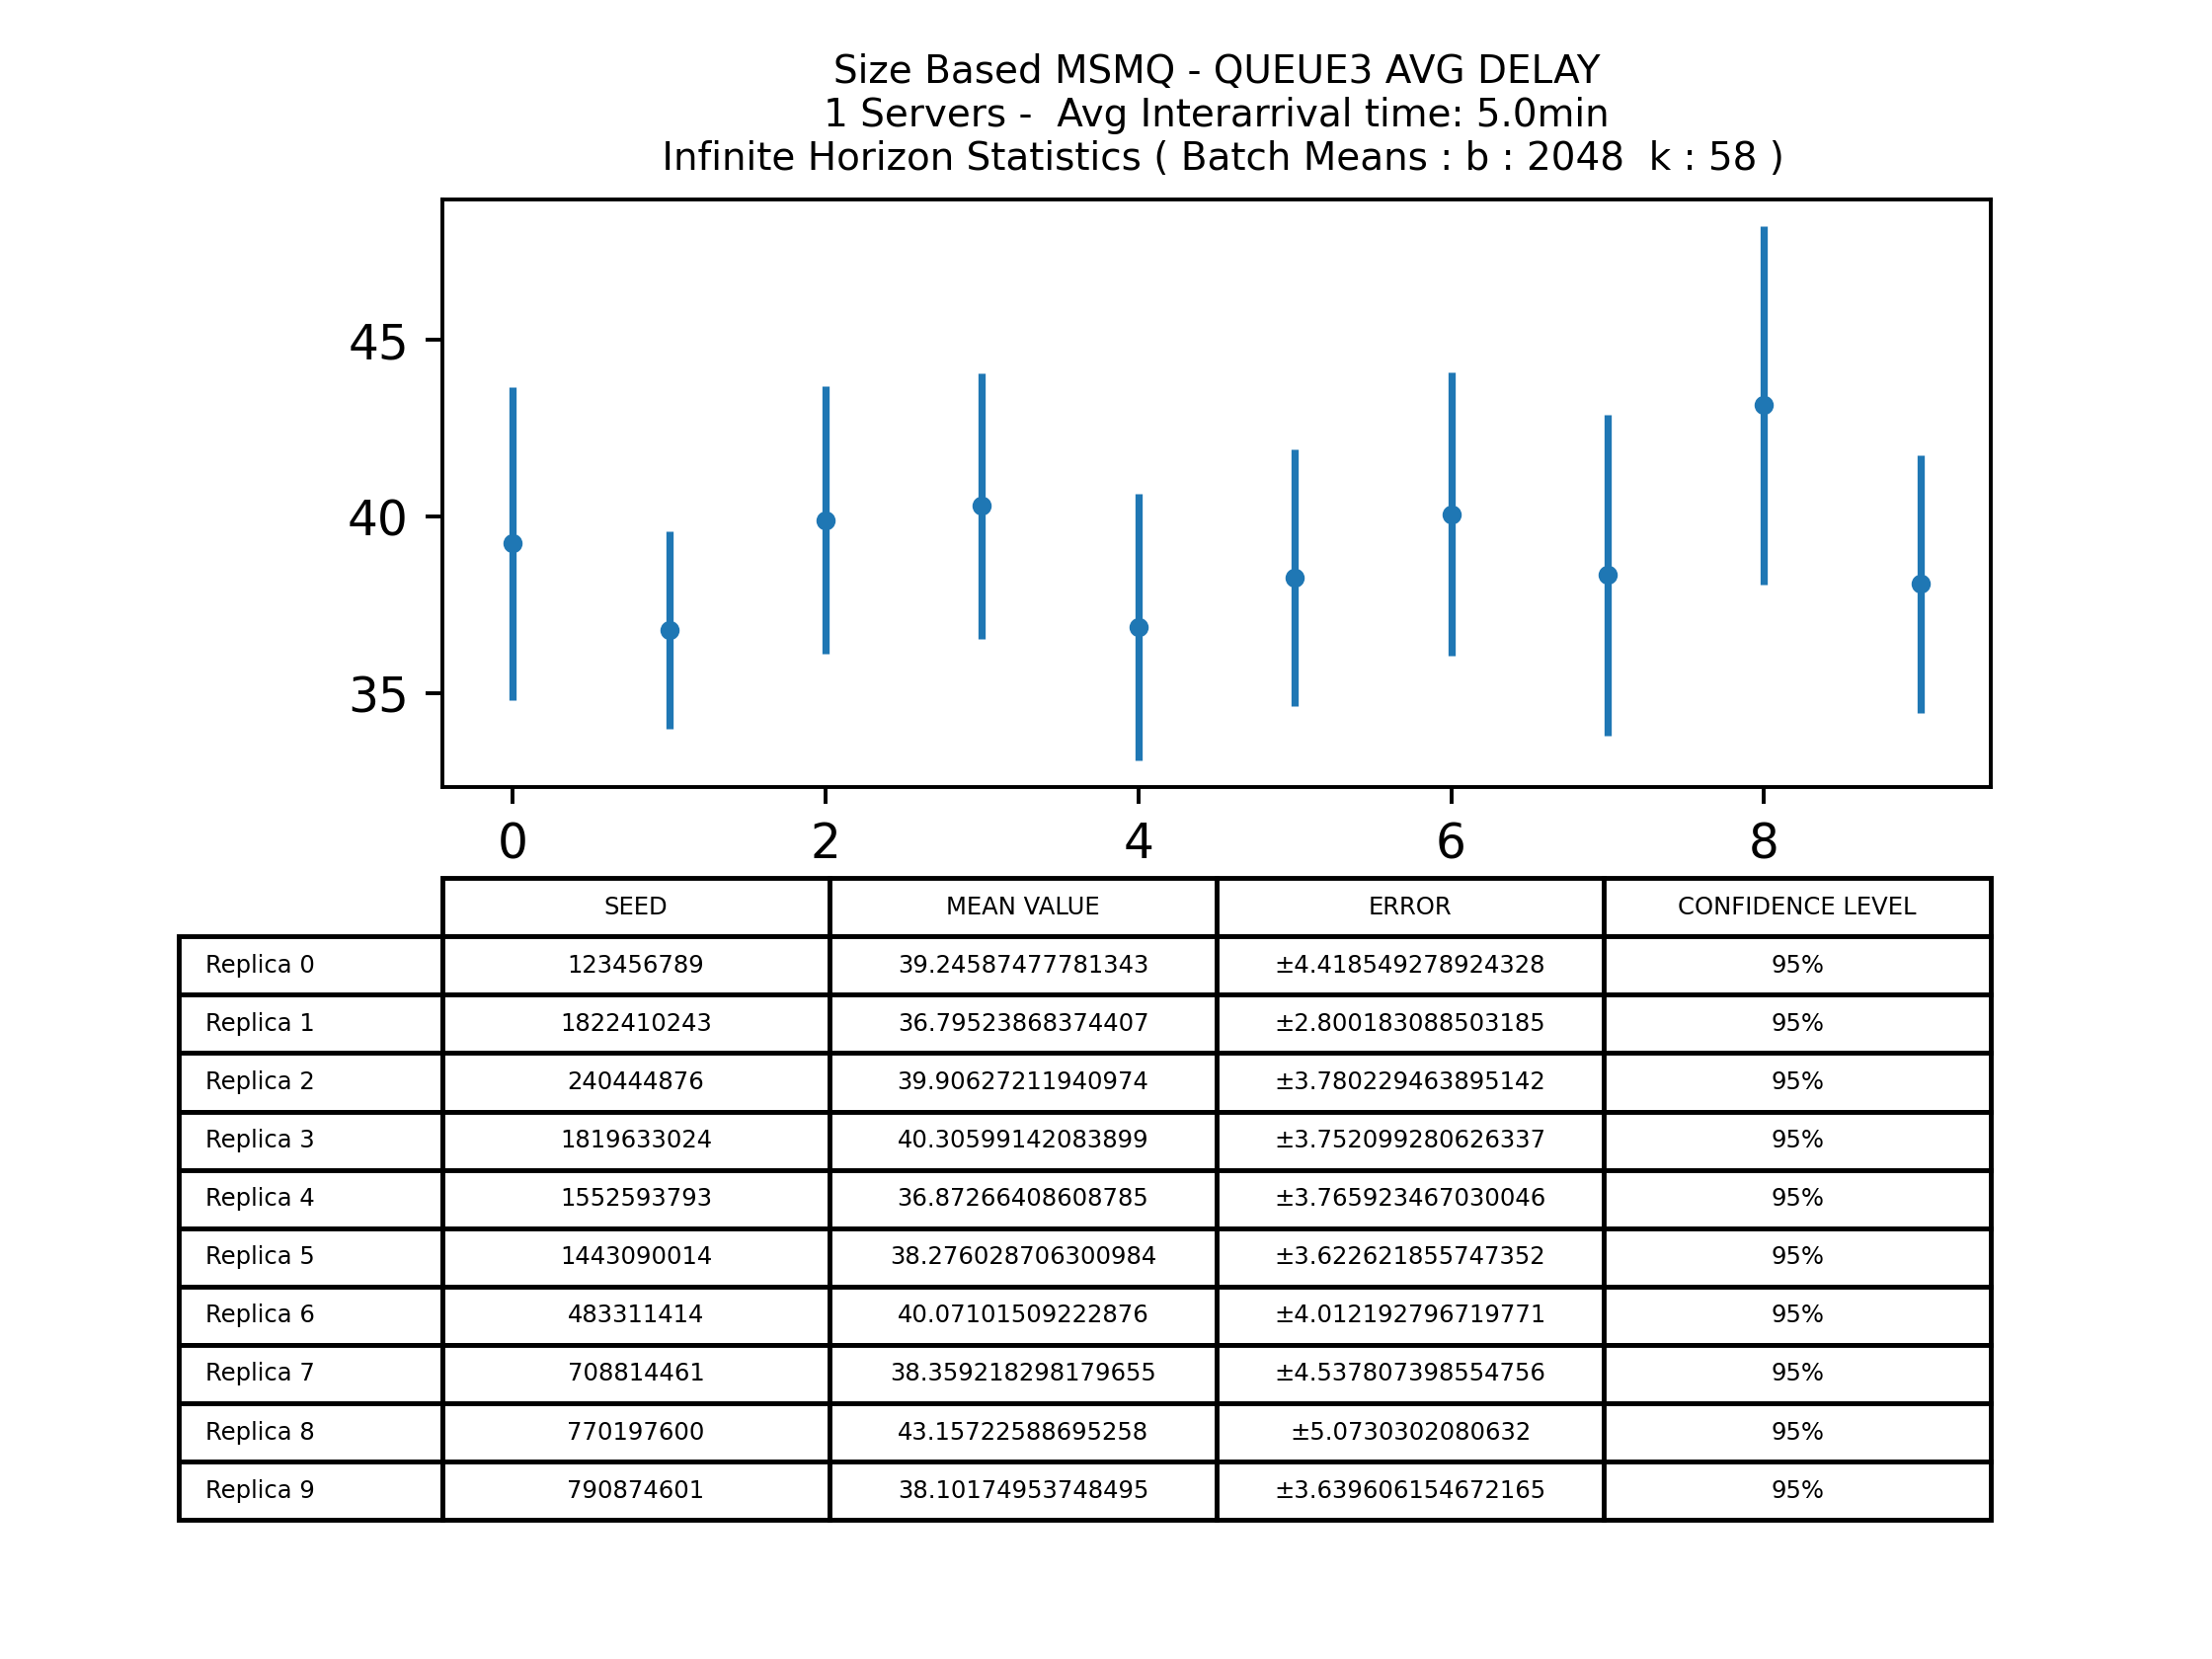 Size Based MSMQ - QUEUE3 AVG DELAY
1 Servers -  Avg Interarrival time: 5.0min
Infinite Horizon Statistics ( Batch Means : b : 2048  k : 58 )
45
40
35
0 2 4 6 8
SEED MEAN VALUE ERROR CONFIDENCE LEVEL
Replica 0 123456789 39.24587477781343 ±4.418549278924328 95%
Replica 1 1822410243 36.79523868374407 ±2.800183088503185 95%
Replica 2 240444876 39.90627211940974 ±3.780229463895142 95%
Replica 3 1819633024 40.30599142083899 ±3.752099280626337 95%
Replica 4 1552593793 36.87266408608785 ±3.765923467030046 95%
Replica 5 1443090014 38.276028706300984 ±3.622621855747352 95%
Replica 6 483311414 40.07101509222876 ±4.012192796719771 95%
Replica 7 708814461 38.359218298179655 ±4.537807398554756 95%
Replica 8 770197600 43.15722588695258 ±5.0730302080632 95%
Replica 9 790874601 38.10174953748495 ±3.639606154672165 95%